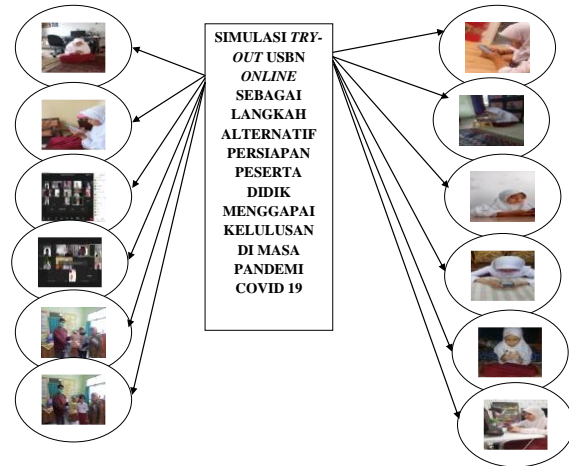 SIMULASI TRY-
OUT USBN
ONLINE
SEBAGAI
LANGKAH
ALTERNATIF
PERSIAPAN
PESERTA
DIDIK
MENGGAPAI
KELULUSAN
DI MASA
PANDEMI
COVID 19